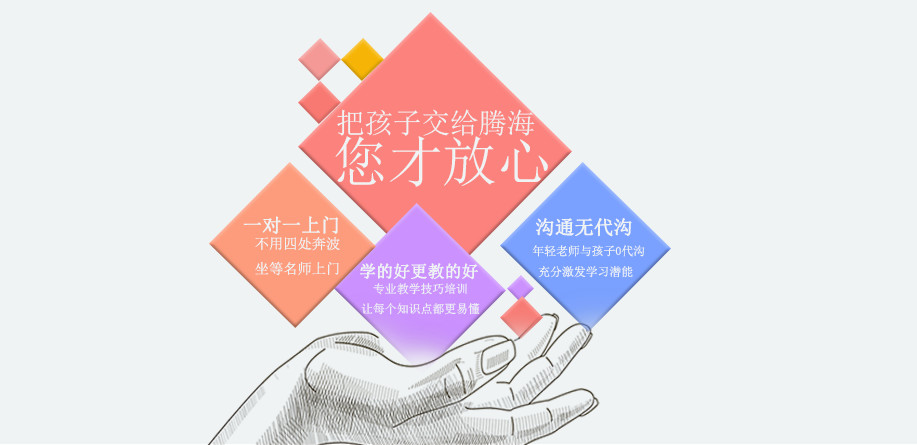 把孩子交给腾海
您才放心
一对一上门
不用四处奔波
坐等名师上门
学的好更教的好
专业教学技巧培训
让每个知识点都更易懂
沟通无代沟
年轻老师与孩子0代沟
充分激发学习潜能